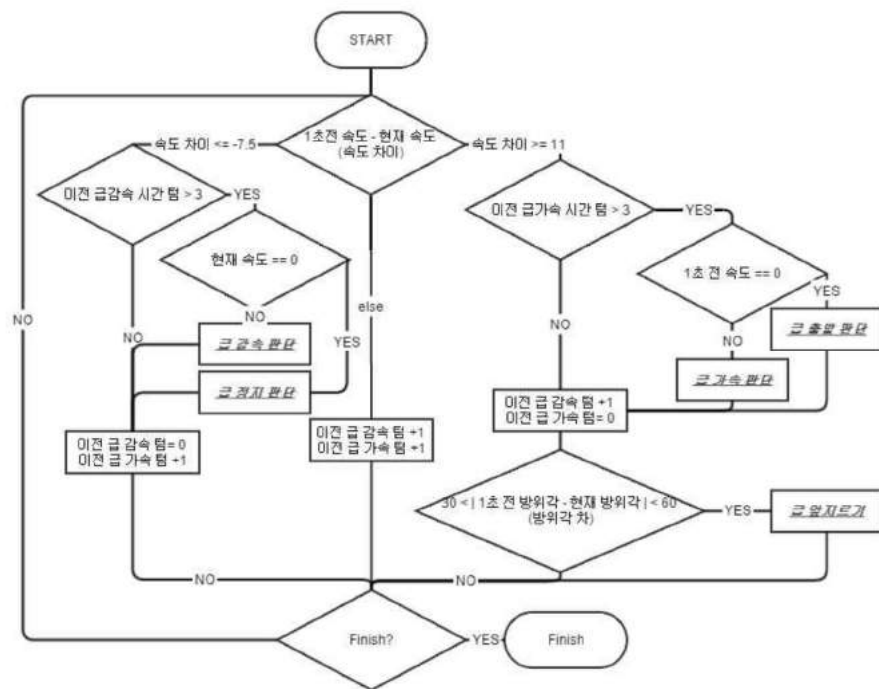 START
1초전 속도 - 현재 속도
(속도 차이)
속도 차이 <= -7.5
속도 차이 >= 11
이전 급감속 시간 텀 > 3
YES
이전 급가속 시간 텀 > 3
YES
현재 속도 == 0
1초 전 속도 == 0
YES
NO
else
NO
NO
급 감속 판단
YES
NO
NO
급 출발 판단
급 정지 판단
급 가속 판단
이전 급 감속 텀= 0
이전 급 가속 텀 +1
이전 급 감속 텀 +1
이전 급 가속 텀 +1
이전 급 감속 텀 +1
이전 급 가속 텀= 0
30 < | 1초 전 방위각 - 현재 방위각 | < 60
(방위각 차)
YES
급 앞지르기
NO
NO
Finish?
YES
Finish